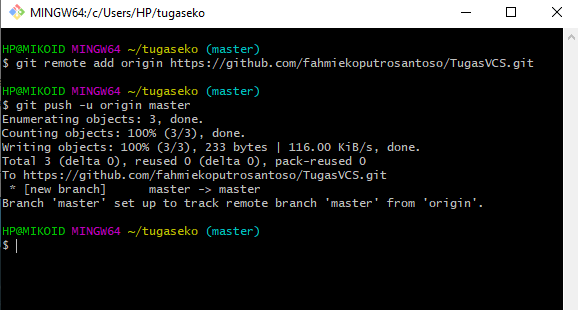 MINGW64:/c/Users/HP/tugaseko
HP@MIKOID MINGW64 ~/tugaseko (master)
$ git remote add origin https://github.com/fahmiekoputrosantoso/TugasVCS.git
HP@MIKOID MINGW64 ~/tugaseko (master)
$ git push -u origin master
Enumerating objects: 3, done.
Counting objects: 100% (3/3), done.
Writing objects: 100% (3/3), 233 bytes | 116.00 KiB/s, done.
Total 3 (delta 0), reused 0 (delta 0), pack-reused 0
To https://github.com/fahmiekoputrosantoso/TugasVCS.git
 * [new branch]      master -> master
Branch 'master' set up to track remote branch 'master' from 'origin'.
HP@MIKOID MINGW64 ~/tugaseko (master)
$